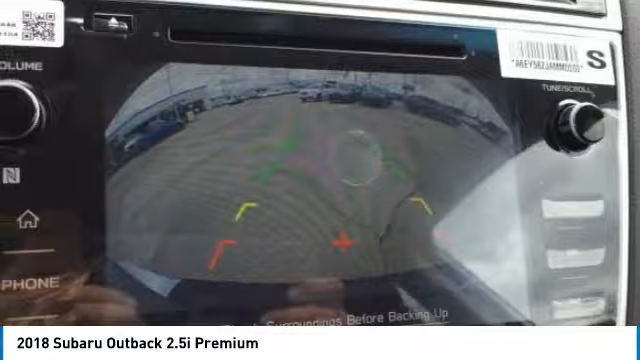 S
OLUME
TUNE/SCROLL
PHONE
Surroundings Before Backing Up
2018 Subaru Outback 2.5i Premium